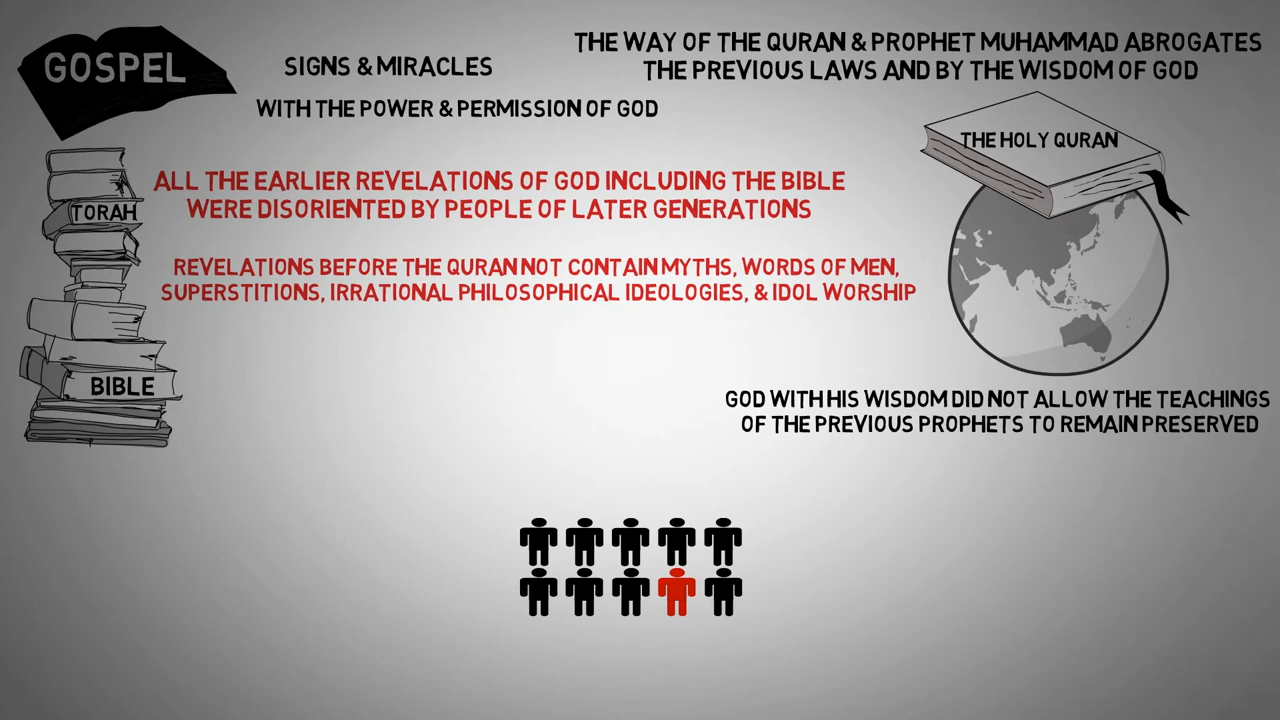 GOSPEL
SIGNS & MIRACLES
WITH THE POWER & PERMISSION OF GOD
THE WAY OF THE QURAN & PROPHET MUHAMMAD ABROGATES
THE PREVIOUS LAWS AND BY THE WISDOM OF GOD
THE HOLY QURAN
ALL THE EARLIER REVELATIONS OF GOD INCLUDING THE BIBLE
WERE DISORIENTED BY PEOPLE OF LATER GENERATIONS
TORAH
REVELATIONS BEFORE THE QURAN NOT CONTAIN MYTHS, WORDS OF MEN,
SUPERSTITIONS, IRRATIONAL PHILOSOPHICAL IDEOLOGIES, & IDOL WORSHIP
BIBLE
GOD WITH HIS WISDOM DID NOT ALLOW THE TEACHINGS
OF THE PREVIOUS PROPHETS TO REMAIN PRESERVED